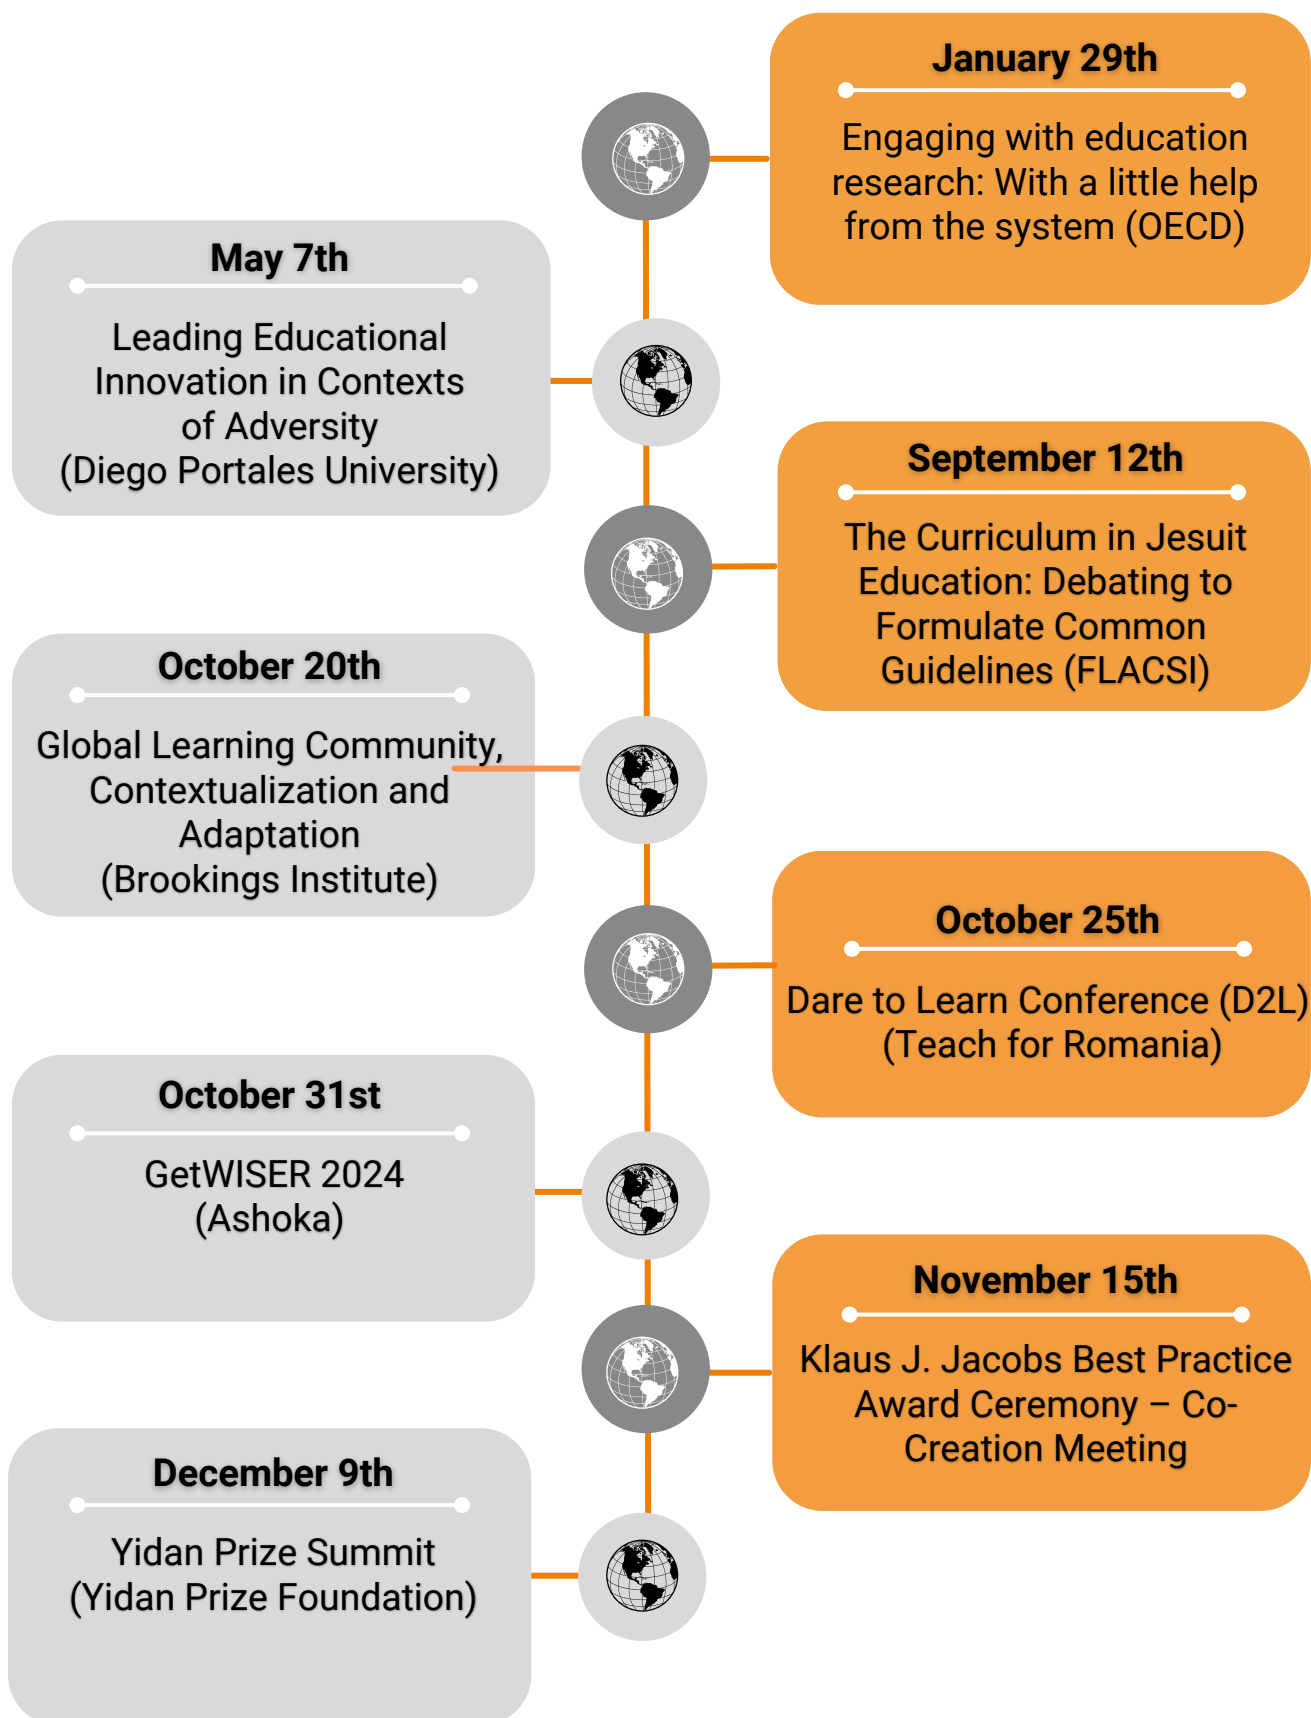 January 29th
Engaging with education
research: With a little help
from the system (OECD)
May 7th
Leading Educational
Innovation in Contexts
of Adversity
(Diego Portales University)
September 12th
The Curriculum in Jesuit
Education: Debating to
Formulate Common
Guidelines (FLACSI)
October 20th
Global Learning Community,
Contextualization and
Adaptation
(Brookings Institute)
October 25th
Dare to Learn Conference (D2L)
(Teach for Romania)
October 31st
GetWISER 2024
(Ashoka)
November 15th
Klaus J. Jacobs Best Practice
Award Ceremony – Co-
Creation Meeting
December 9th
Yidan Prize Summit
(Yidan Prize Foundation)